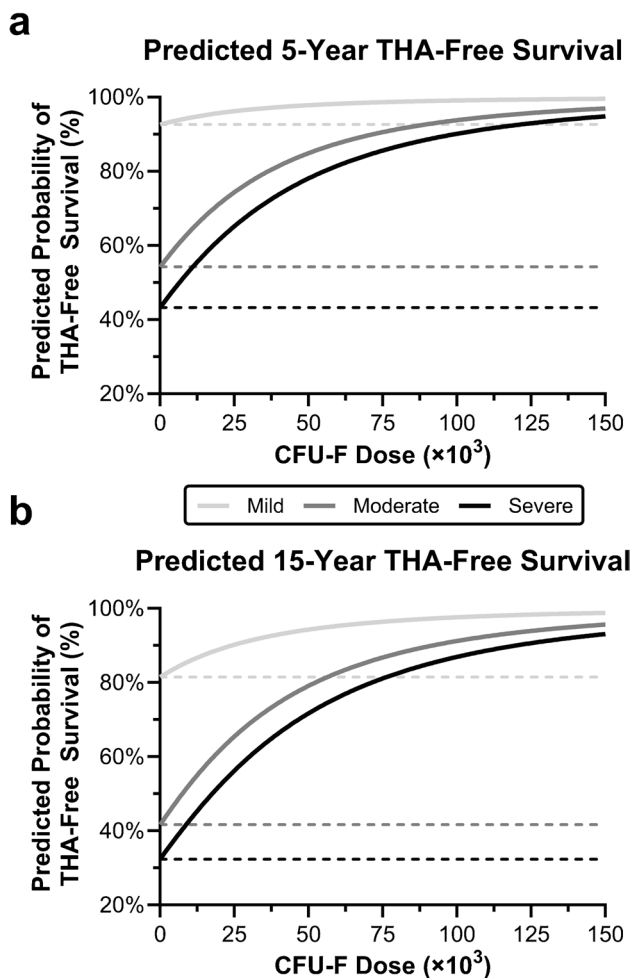 a
Predicted 5-Year THA-Free Survival
Predicted Probability of
THA-Free Survival (%)
100%
80%
60%
40%
20%
0 25 50 75 100 125 150
CFU-F Dose (×10³)
Mild Moderate Severe
b
Predicted 15-Year THA-Free Survival
Predicted Probability of
THA-Free Survival (%)
100%
80%
60%
40%
20%
0 25 50 75 100 125 150
CFU-F Dose (×10³)